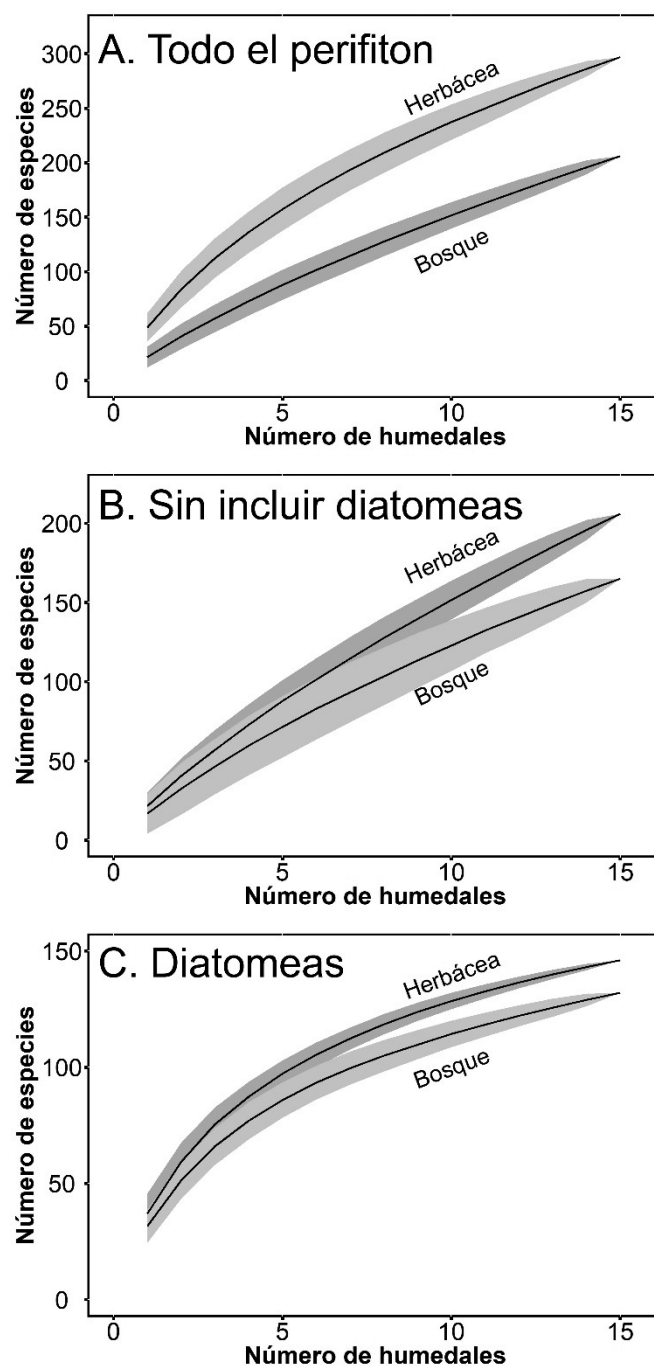 A. Todo el perifiton
300
250
200
150
100
50
0
Número de especies
Herbácea
Bosque
0 5 10 15
Número de humedales
B. Sin incluir diatomeas
200
150
100
50
0
Número de especies
Herbácea
Bosque
0 5 10 15
Número de humedales
C. Diatomeas
150
100
50
0
Número de especies
Herbácea
Bosque
0 5 10 15
Número de humedales